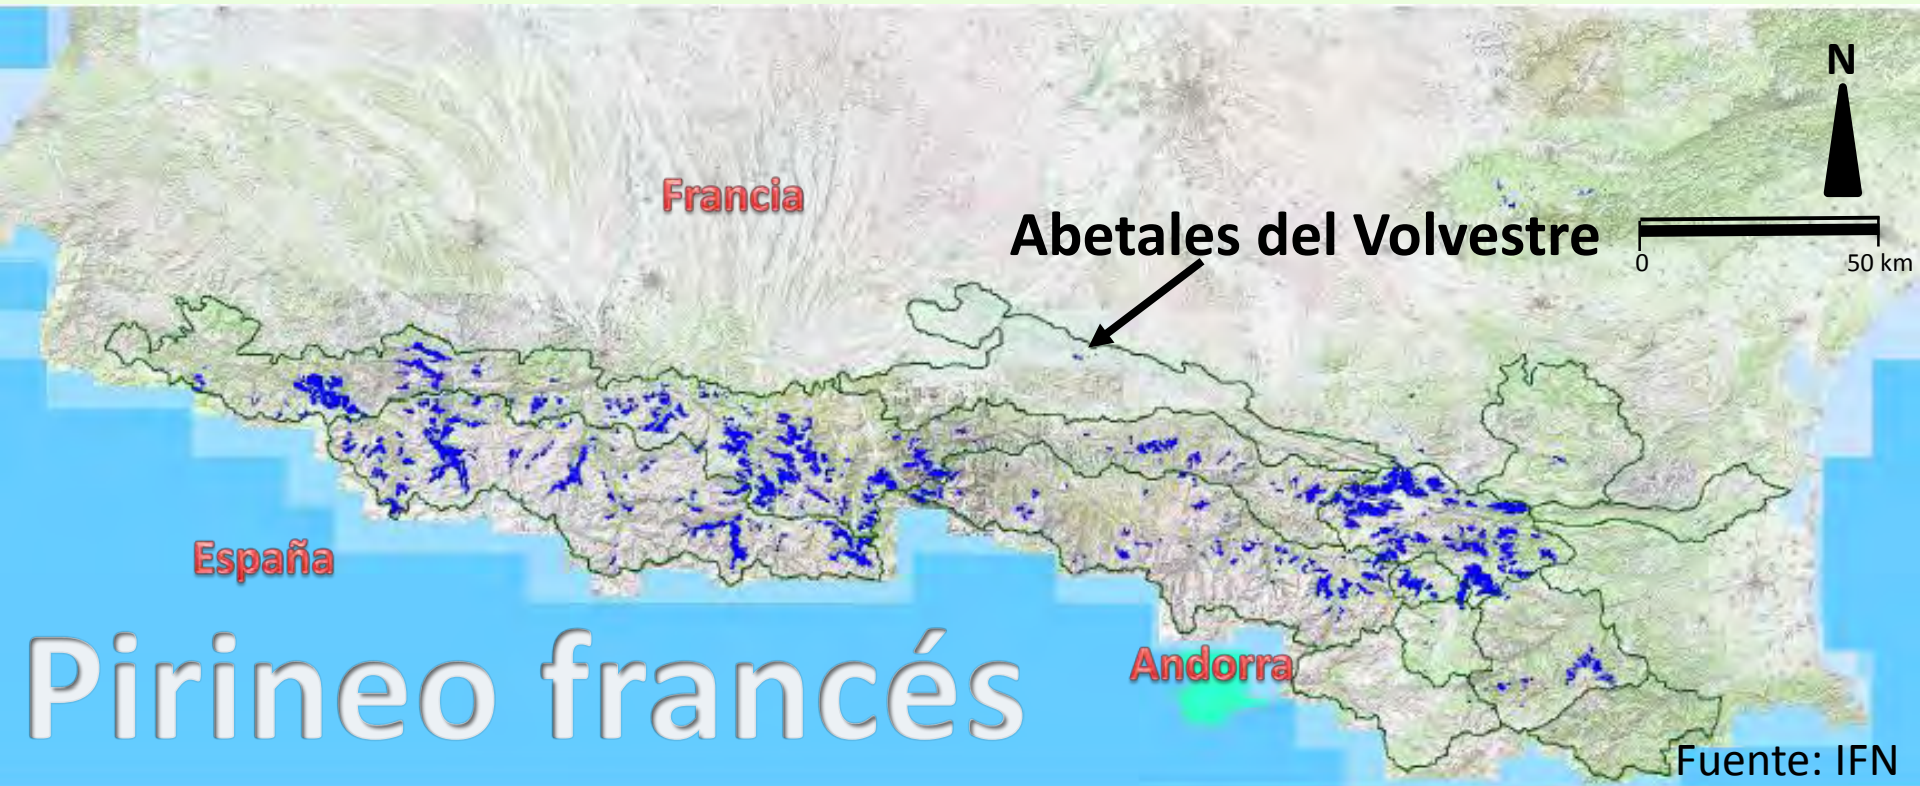 N
Francia
Abetales del Volvestre
0
50 km
España
Pirineo francés
Andorra
Fuente: IFN